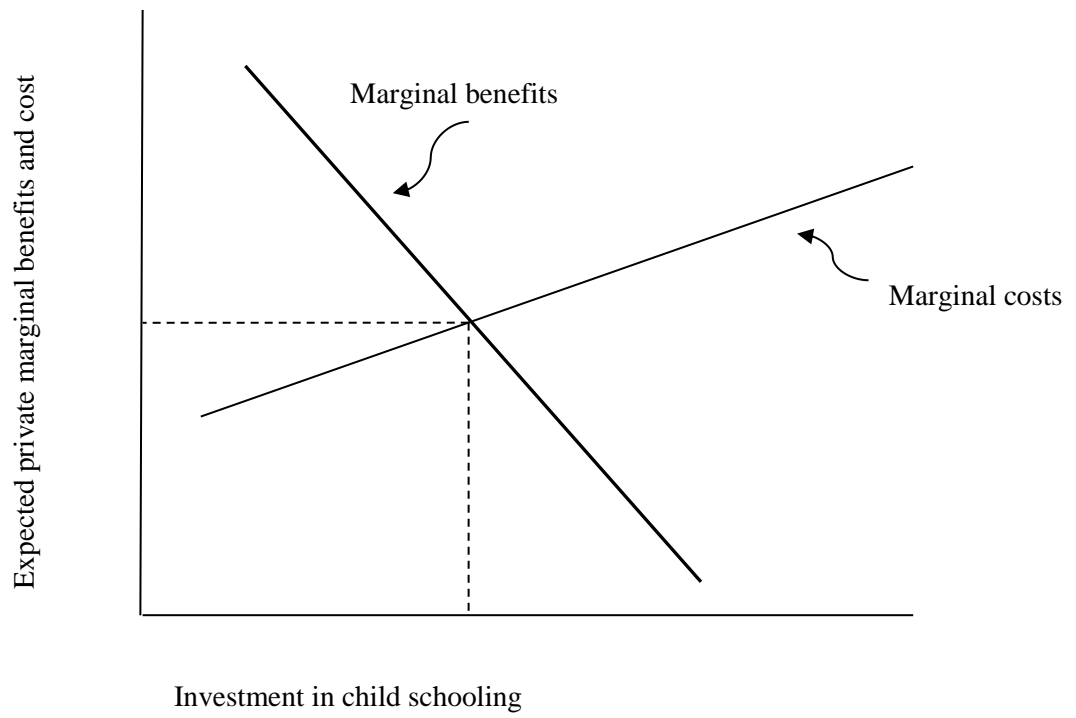 Expected private marginal benefits and cost
Marginal benefits
Marginal costs
Investment in child schooling